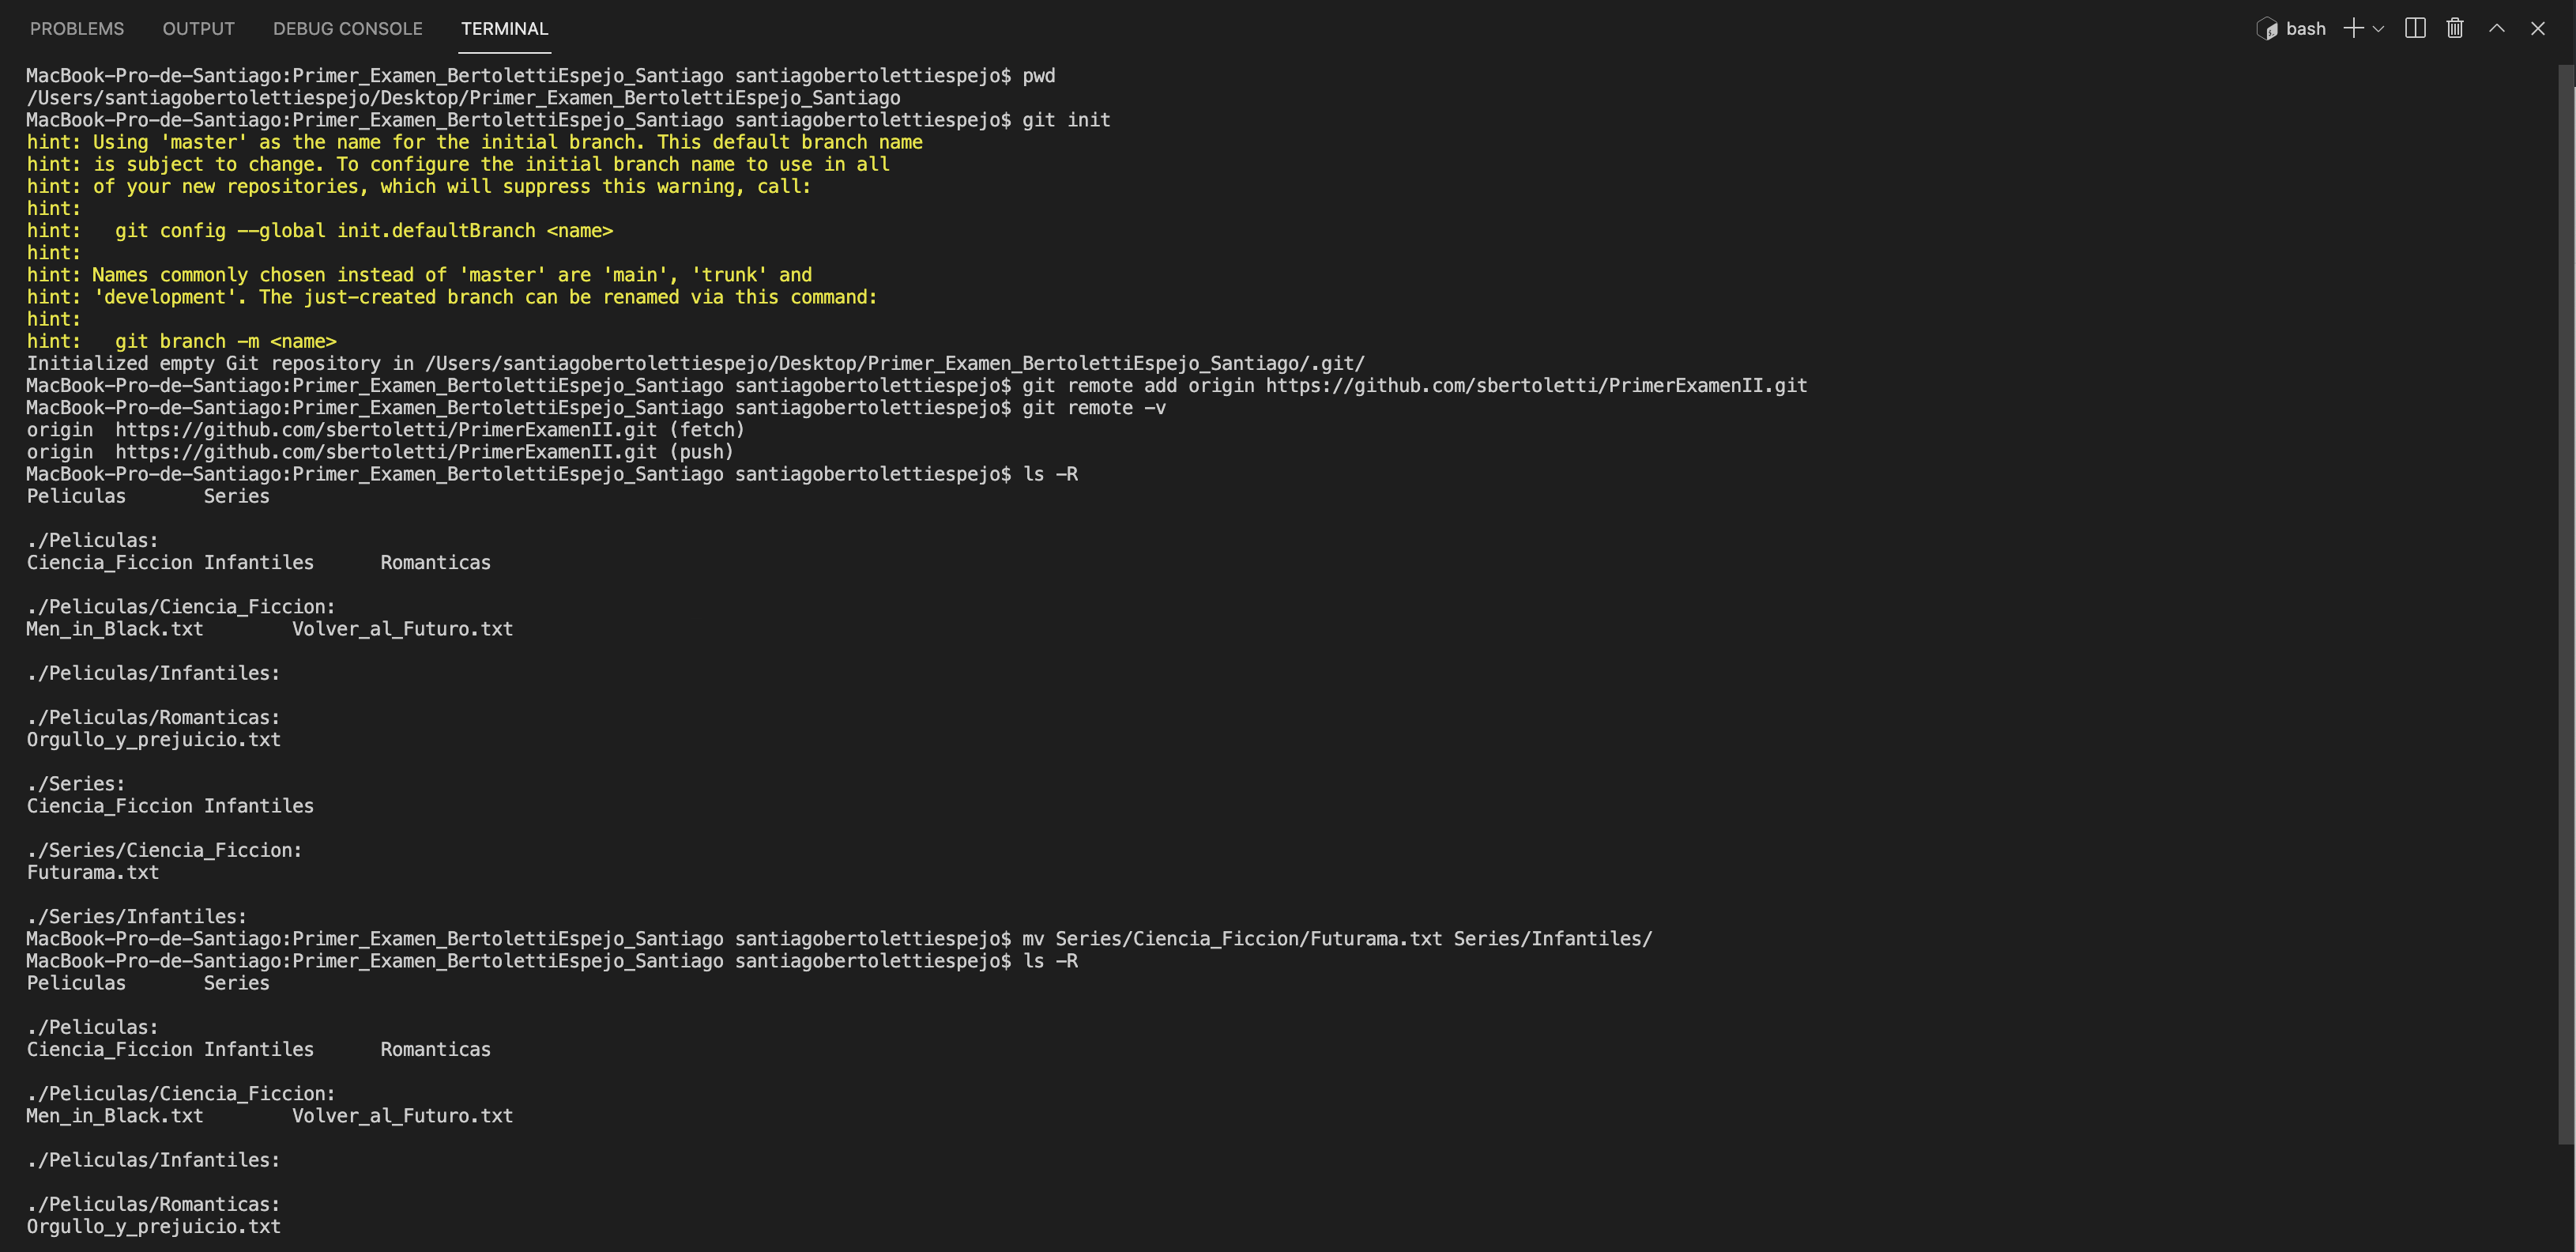 PROBLEMS OUTPUT DEBUG CONSOLE TERMINAL bash
MacBook-Pro-de-Santiago:Primer_Examen_BertolettiEspejo_Santiago santiagobertolettiespejo$ pwd
/Users/santiagobertolettiespejo/Desktop/Primer_Examen_BertolettiEspejo_Santiago
MacBook-Pro-de-Santiago:Primer_Examen_BertolettiEspejo_Santiago santiagobertolettiespejo$ git init
hint: Using 'master' as the name for the initial branch. This default branch name
hint: is subject to change. To configure the initial branch name to use in all
hint: of your new repositories, which will suppress this warning, call:
hint:
hint:   git config --global init.defaultBranch <name>
hint:
hint: Names commonly chosen instead of 'master' are 'main', 'trunk' and
hint: 'development'. The just-created branch can be renamed via this command:
hint:
hint:   git branch -m <name>
Initialized empty Git repository in /Users/santiagobertolettiespejo/Desktop/Primer_Examen_BertolettiEspejo_Santiago/.git/
MacBook-Pro-de-Santiago:Primer_Examen_BertolettiEspejo_Santiago santiagobertolettiespejo$ git remote add origin https://github.com/sbertoletti/PrimerExamenII.git
MacBook-Pro-de-Santiago:Primer_Examen_BertolettiEspejo_Santiago santiagobertolettiespejo$ git remote -v
origin  https://github.com/sbertoletti/PrimerExamenII.git (fetch)
origin  https://github.com/sbertoletti/PrimerExamenII.git (push)
MacBook-Pro-de-Santiago:Primer_Examen_BertolettiEspejo_Santiago santiagobertolettiespejo$ ls -R
Peliculas       Series

./Peliculas:
Ciencia_Ficcion Infantiles      Romanticas

./Peliculas/Ciencia_Ficcion:
Men_in_Black.txt        Volver_al_Futuro.txt

./Peliculas/Infantiles:

./Peliculas/Romanticas:
Orgullo_y_prejuicio.txt

./Series:
Ciencia_Ficcion Infantiles

./Series/Ciencia_Ficcion:
Futurama.txt

./Series/Infantiles:
MacBook-Pro-de-Santiago:Primer_Examen_BertolettiEspejo_Santiago santiagobertolettiespejo$ mv Series/Ciencia_Ficcion/Futurama.txt Series/Infantiles/
MacBook-Pro-de-Santiago:Primer_Examen_BertolettiEspejo_Santiago santiagobertolettiespejo$ ls -R
Peliculas       Series

./Peliculas:
Ciencia_Ficcion Infantiles      Romanticas

./Peliculas/Ciencia_Ficcion:
Men_in_Black.txt        Volver_al_Futuro.txt

./Peliculas/Infantiles:

./Peliculas/Romanticas:
Orgullo_y_prejuicio.txt